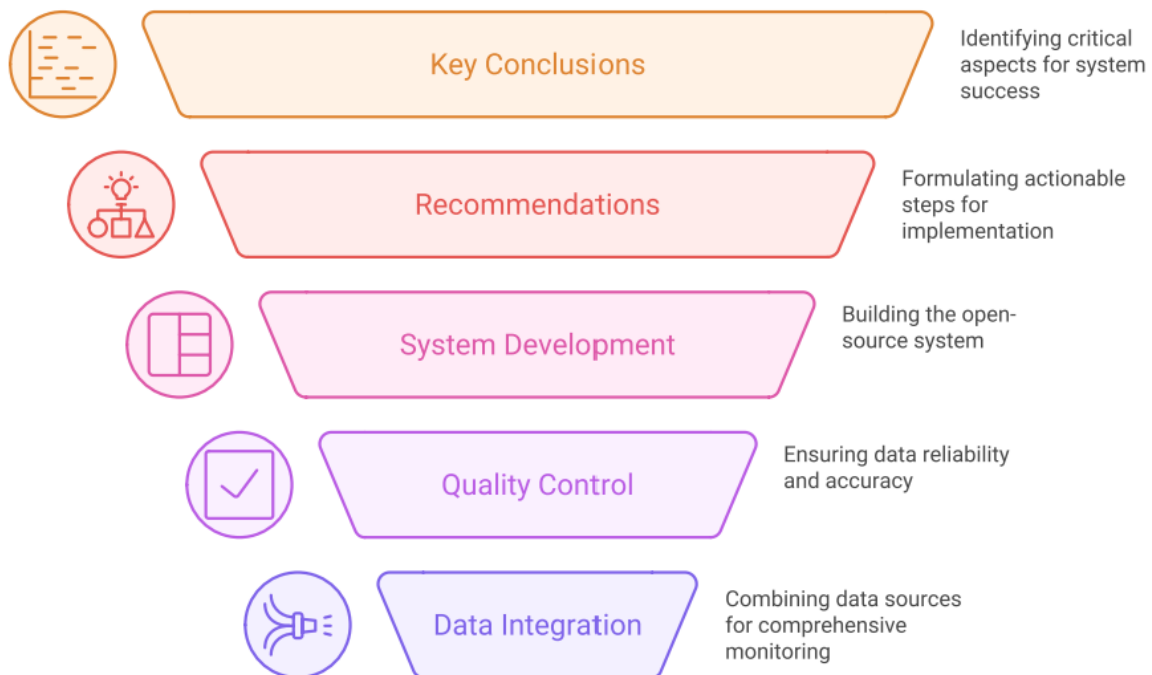 Key Conclusions
Identifying critical
aspects for system
success
Recommendations
Formulating actionable
steps for
implementation
System Development
Building the open-
source system
Quality Control
Ensuring data reliability
and accuracy
Data Integration
Combining data sources
for comprehensive
monitoring